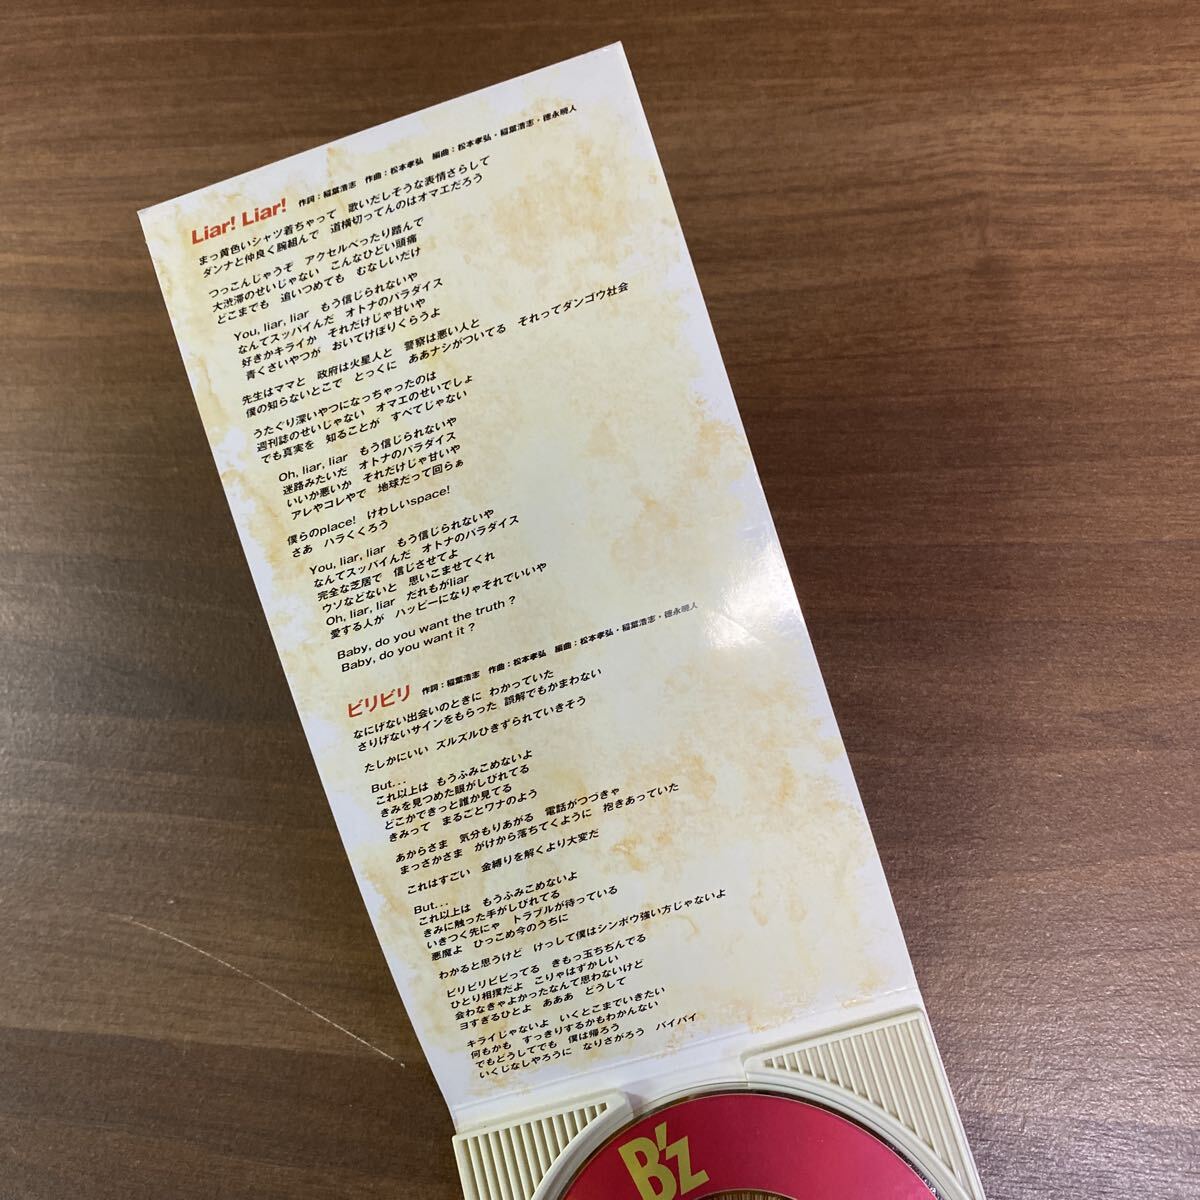 Liar! Liar! 作詞：稲葉浩志 作曲：松本孝弘 編曲：松本孝弘・稲葉浩志・徳永暁人
まっ黄色いシャツ着ちゃって 歌いだしそうな表情さらして
ダンナと仲良く腕組んで 道横切ってんのはオマエだろう
つっこんじゃうぞ アクセルべったり踏んで
大渋滞のせいじゃない こんなひどい頭痛
どこまでも 追いつめても むなしいだけ
You, liar, liar もう信じられないや
なんてスッパイんだ オトナのパラダイス
好きかキライか それだけじゃ甘いや
青くさいやつが おいてけぼりくらうよ
先生はママと 政府は火星人と 警察は悪い人と
僕の知らないとこで とっくに ああナシがついてる それってダンゴウ社会
うたぐり深いやつになっちゃったのは
週刊誌のせいじゃない オマエのせいでしょ
でも真実を 知ることが すべてじゃない
Oh, liar, liar もう信じられないや
迷路みたいだ オトナのパラダイス
いいか悪いか それだけじゃ甘いや
アレやコレやで 地球だって回らぁ
僕らのplace! けわしいspace!
さあ ハラくくろう
You, liar, liar もう信じられないや
なんてスッパイんだ オトナのパラダイス
完全な芝居で 信じさせてよ
ウソなどないと 思いこませてくれ
Oh, liar, liar だれもがliar
愛する人が ハッピーになりゃそれでいいや
Baby, do you want the truth ?
Baby, do you want it ?
ビリビリ 作詞：稲葉浩志 作曲：松本孝弘 編曲：松本孝弘・稲葉浩志・徳永暁人
なにげない出会いのときに わかっていた
さりげないサインをもらった 誤解でもかまわない
たしかにいい ズルズルひきずられていきそう
But...
これ以上は もうふみこめないよ
きみを見つめた眼がしびれてる
どこかできっと誰か見てる
きみって まるごとワナのよう
あからさま 気分もりあがる 電話がつづきゃ
まっさかさま がけから落ちてくように 抱きあっていた
これはすごい 金縛りを解くより大変だ
But...
これ以上は もうふみこめないよ
きみに触った手がしびれてる
いきつく先にゃ トラブルが待っている
悪魔よ ひっこめ今のうちに
わかると思うけど けっして僕はシンボウ強い方じゃないよ
ビリビリビビってる きもっ玉ちぢんでる
ひとり相撲だよ こりゃはずかしい
会わなきゃよかったなんて思わないけど
ヨすぎるひとよ あああ どうして
キライじゃないよ いくとこまでいきたい
何もかも すっきりするかもわかんない
でもどうしてでも 僕は帰ろう
いくじなしやろうに なりさがろう バイバイ
B'z